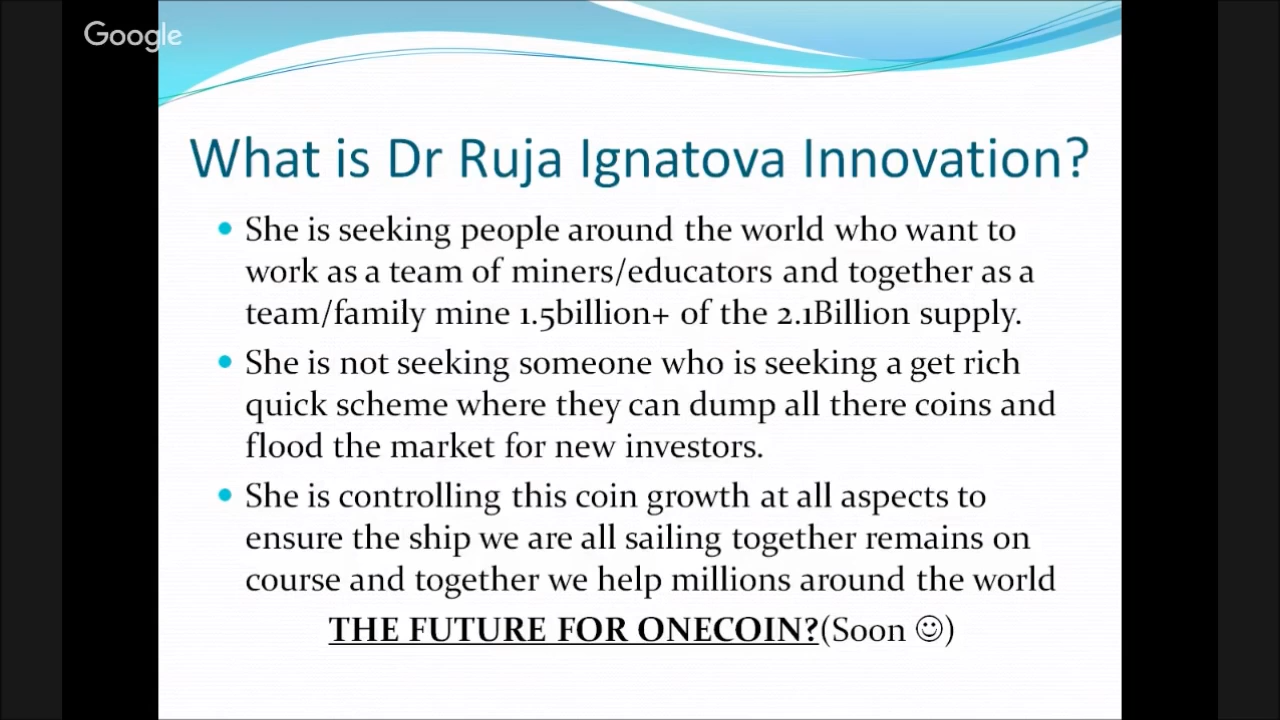 Google
What is Dr Ruja Ignatova Innovation?
• She is seeking people around the world who want to
work as a team of miners/educators and together as a
team/family mine 1.5billion+ of the 2.1Billion supply.
• She is not seeking someone who is seeking a get rich
quick scheme where they can dump all there coins and
flood the market for new investors.
• She is controlling this coin growth at all aspects to
ensure the ship we are all sailing together remains on
course and together we help millions around the world
THE FUTURE FOR ONECOIN?(Soon ☺)